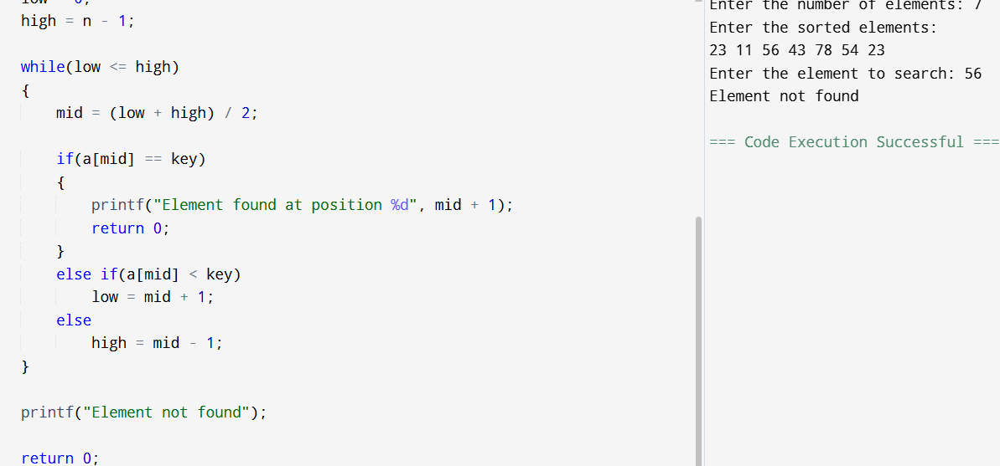 high = n - 1;
while(low <= high)
{
mid = (low + high) / 2;
if(a[mid] == key)
{
printf("Element found at position %d", mid + 1);
return 0;
}
else if(a[mid] < key)
low = mid + 1;
else
high = mid - 1;
}
printf("Element not found");
return 0;
Enter the number of elements: 7
Enter the sorted elements:
23 11 56 43 78 54 23
Enter the element to search: 56
Element not found
=== Code Execution Successful ===